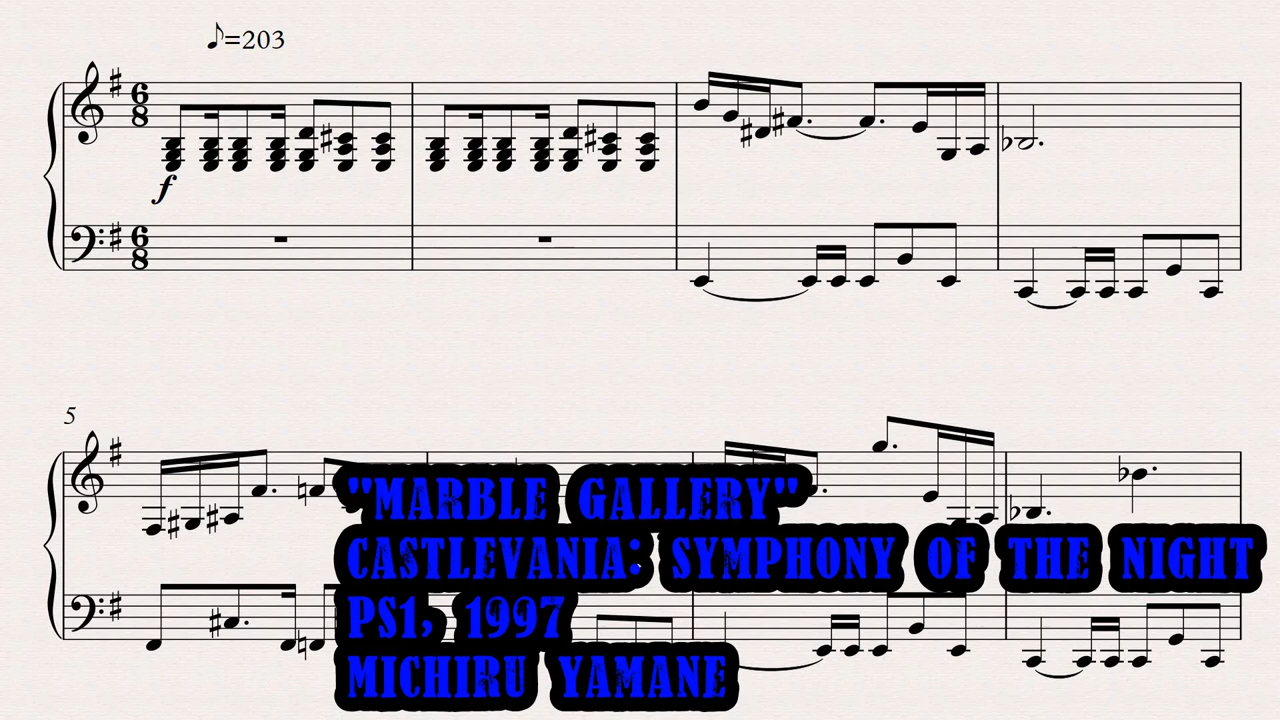 ♪=203
6
8
f
6
8
5
"MARBLE GALLERY"
CASTLEVANIA: SYMPHONY OF THE NIGHT
PS1, 1997
MICHIRU YAMANE